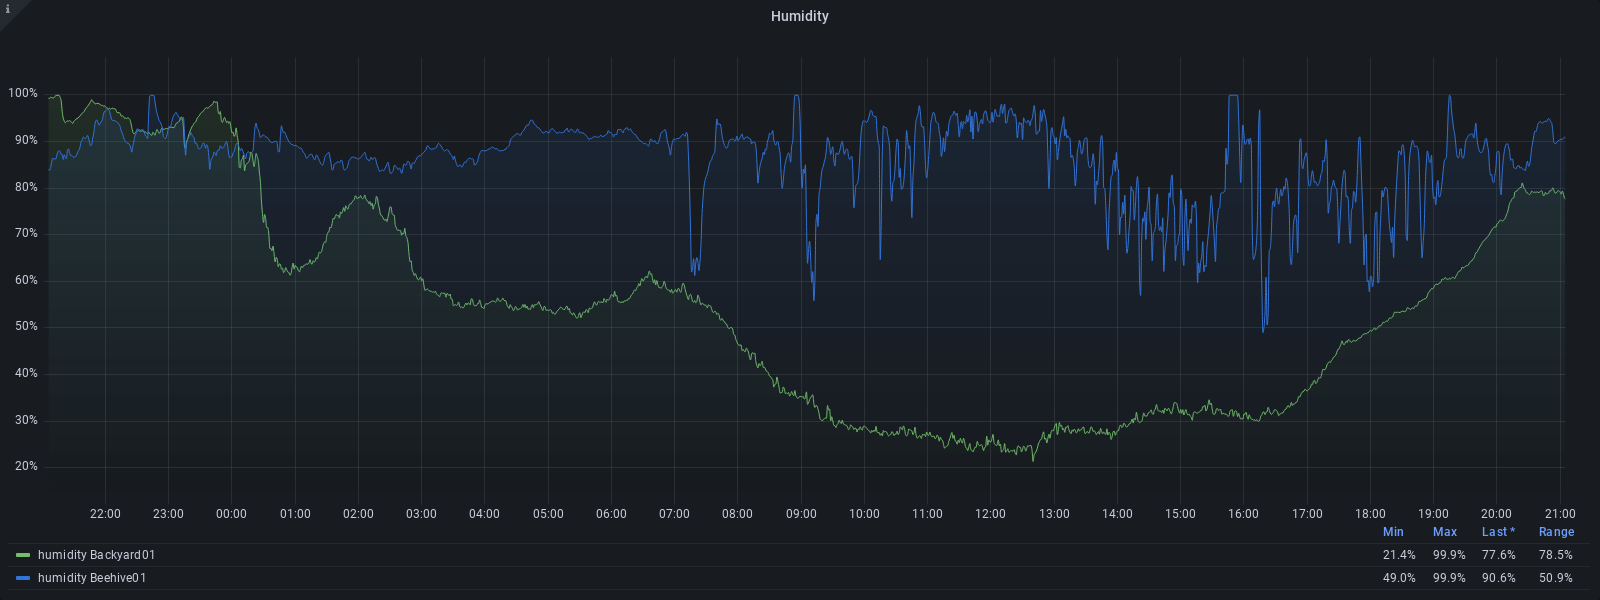 i
Humidity
100%
90%
80%
70%
60%
50%
40%
30%
20%
22:00 23:00 00:00 01:00 02:00 03:00 04:00 05:00 06:00 07:00 08:00 09:00 10:00 11:00 12:00 13:00 14:00 15:00 16:00 17:00 18:00 19:00 20:00 21:00
Min Max Last * Range
humidity Backyard01 21.4% 99.9% 77.6% 78.5%
humidity Beehive01 49.0% 99.9% 90.6% 50.9%